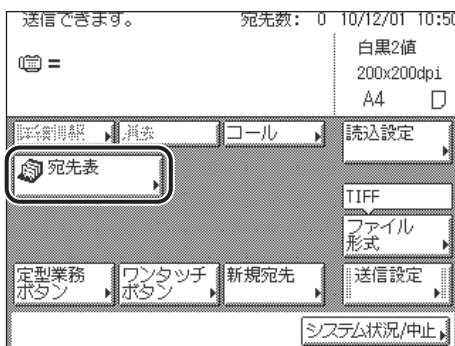 送信できます。 宛先数: 0 10/12/01 10:50
=
白黒2値
200x200dpi
A4
コール
読込設定
宛先表
TIFF
ファイル
形式
定型業務
ボタン
ワンタッチ
ボタン
新規宛先
送信設定
システム状況/中止